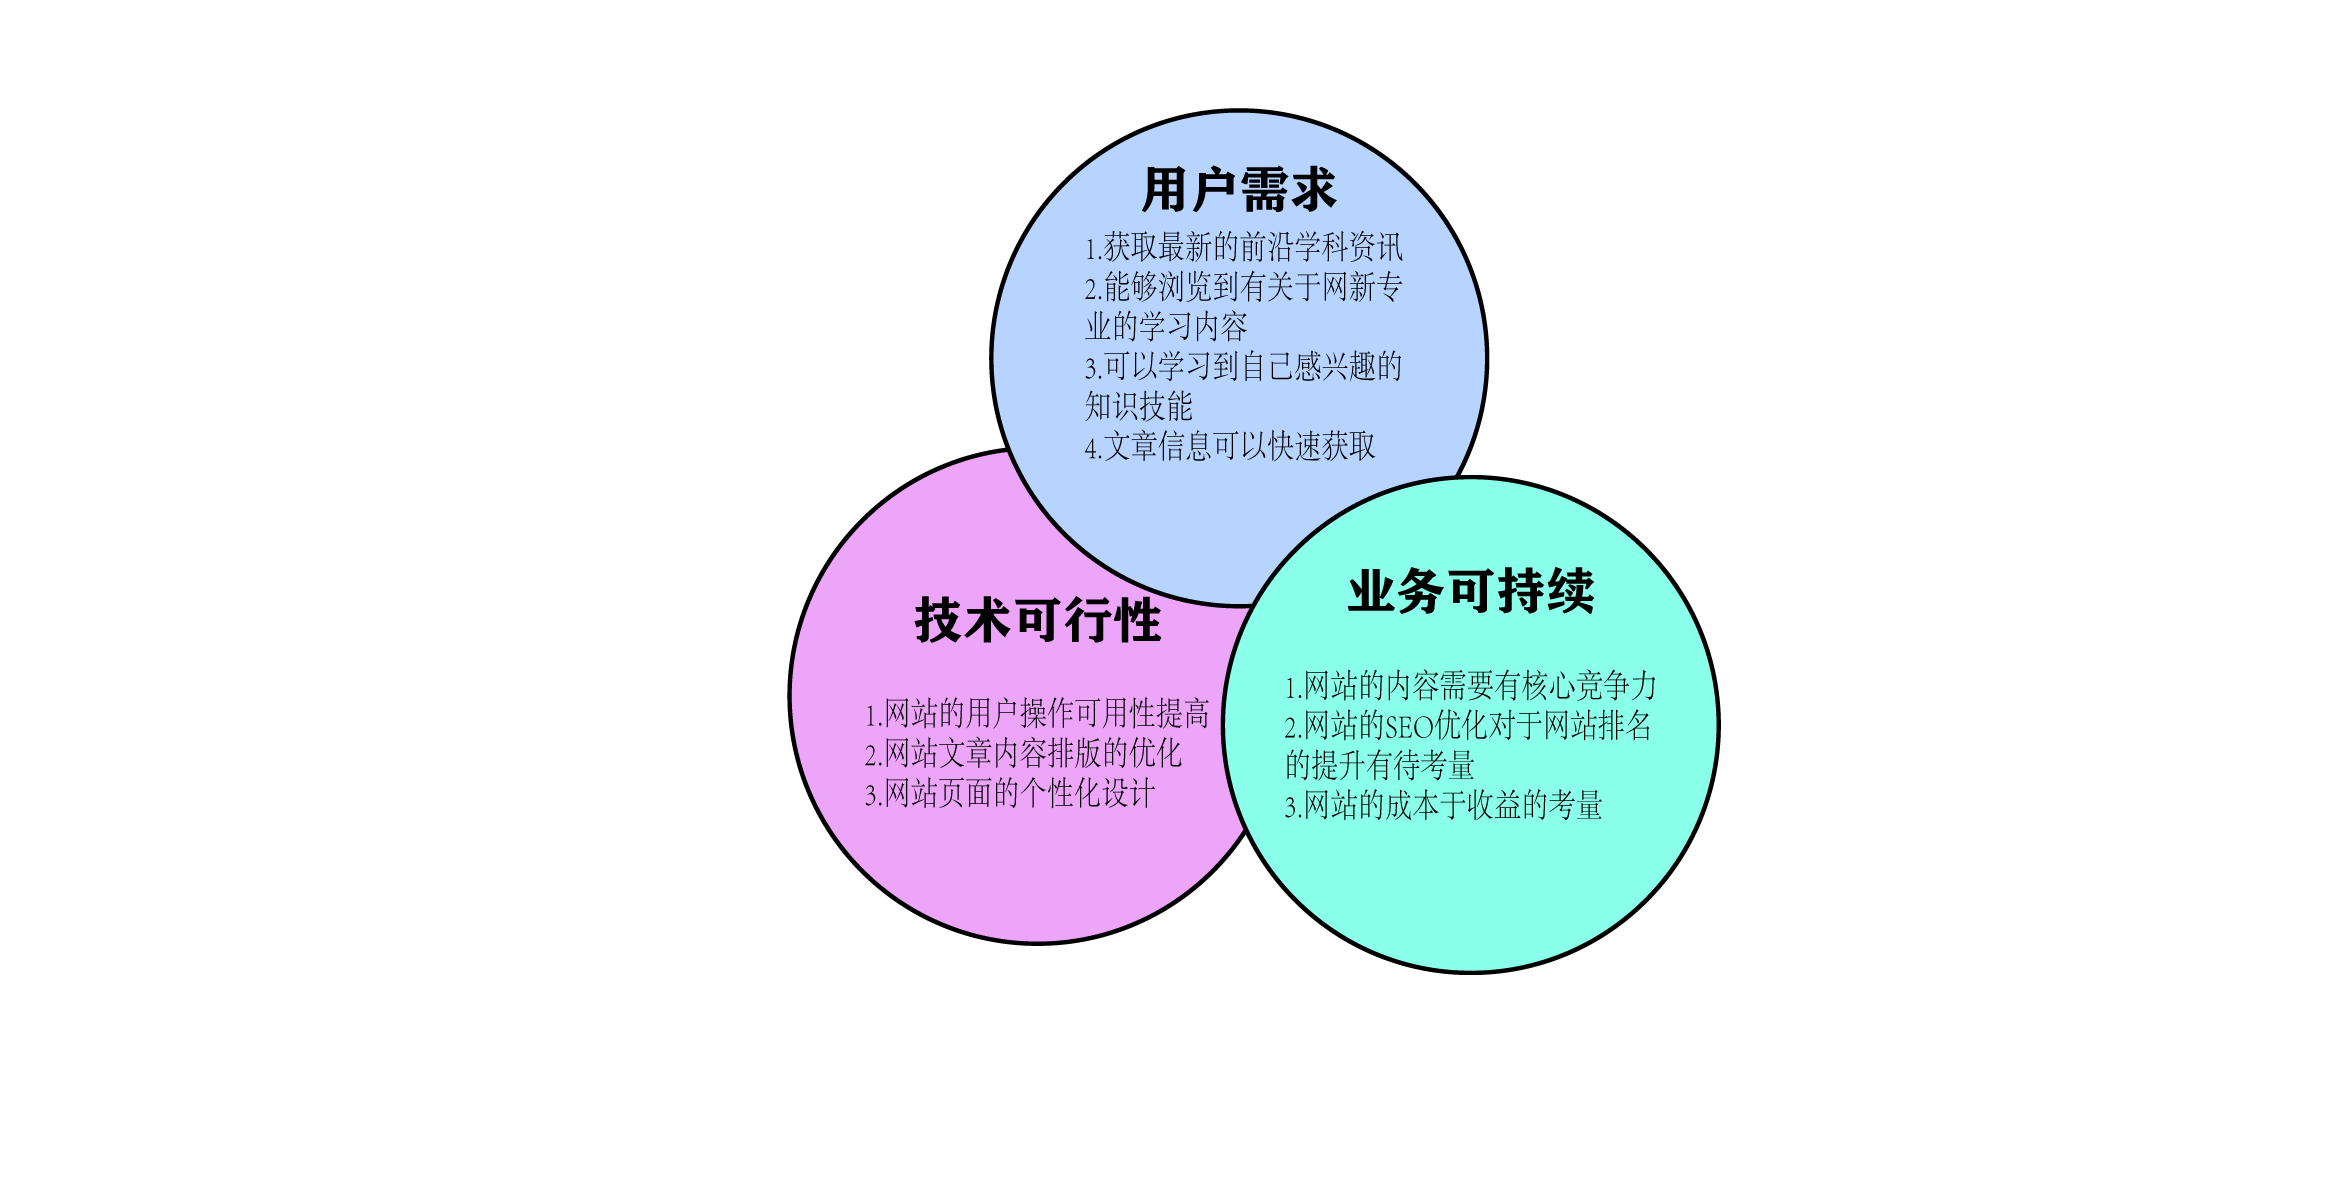 用户需求
1.获取最新的前沿学科资讯
2.能够浏览到有关于网新专
业的学习内容
3.可以学习到自己感兴趣的
知识技能
4.文章信息可以快速获取
技术可行性
1.网站的用户操作可用性提高
2.网站文章内容排版的优化
3.网站页面的个性化设计
业务可持续
1.网站的内容需要有核心竞争力
2.网站的SEO优化对于网站排名
的提升有待考量
3.网站的成本于收益的考量